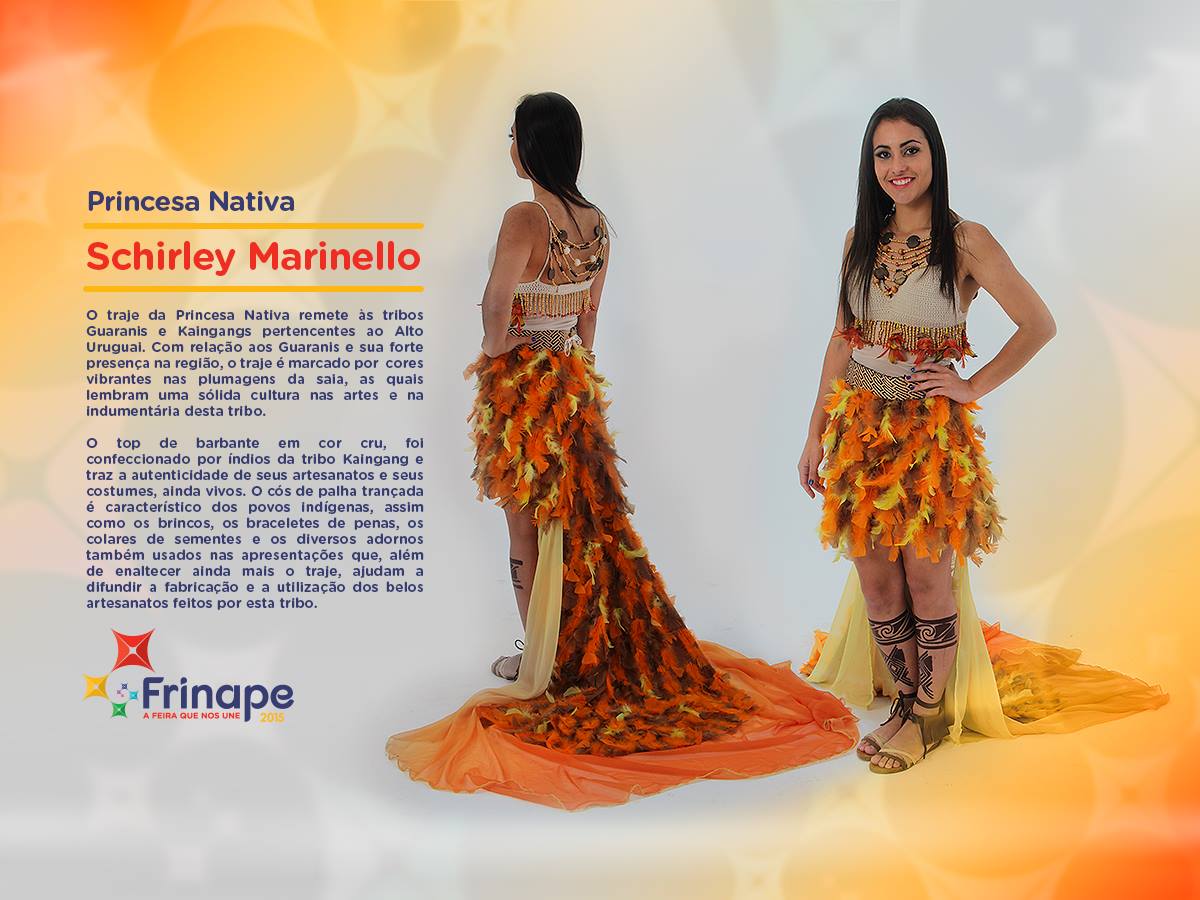 Princesa Nativa
Schirley Marinello
O traje da Princesa Nativa remete às tribos
Guaranis e Kaingangs pertencentes ao Alto
Uruguai. Com relação aos Guaranis e sua forte
presença na região, o traje é marcado por cores
vibrantes nas plumagens da saia, as quais
lembram uma sólida cultura nas artes e na
indumentária desta tribo.
O top de barbante em cor cru, foi
confeccionado por índios da tribo Kaingang e
traz a autenticidade de seus artesanatos e seus
costumes, ainda vivos. O cós de palha trançada
é característico dos povos indígenas, assim
como os brincos, os braceletes de penas, os
colares de sementes e os diversos adornos
também usados nas apresentações que, além
de enaltecer ainda mais o traje, ajudam a
difundir a fabricação e a utilização dos belos
artesanatos feitos por esta tribo.
Frinape
A FEIRA QUE NOS UNE 2015